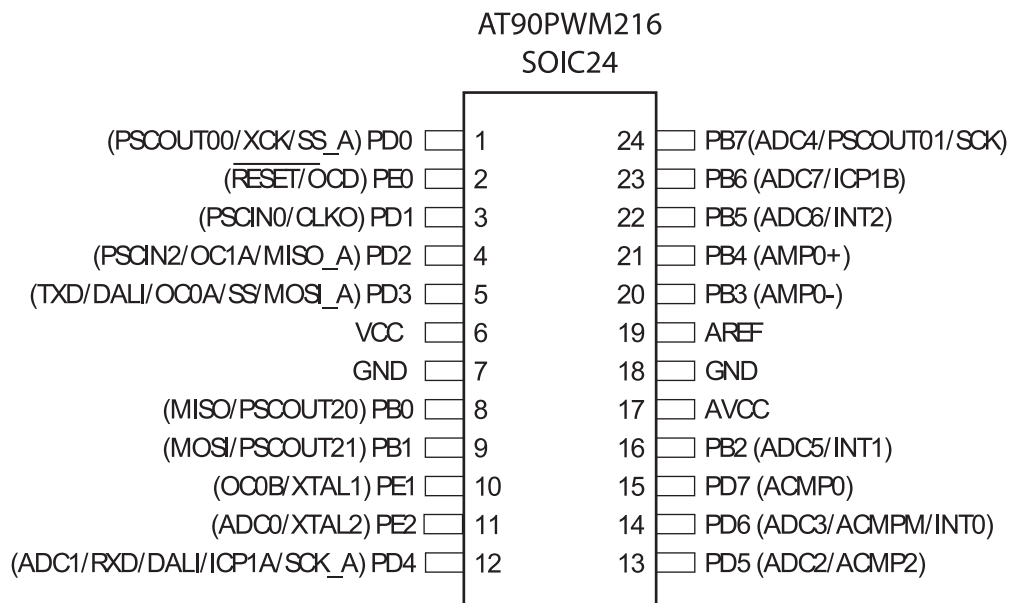 AT90PWM216
SOIC24
(PSCOUT00/XCK/SS_A) PD0 1 24 PB7(ADC4/PSCOUT01/SCK)
(RESET/OCD) PE0 2 23 PB6 (ADC7/ICP1B)
(PSCIN0/CLKO) PD1 3 22 PB5 (ADC6/INT2)
(PSCIN2/OC1A/MISO_A) PD2 4 21 PB4 (AMP0+)
(TXD/DALI/OC0A/SS/MOSI_A) PD3 5 20 PB3 (AMP0-)
VCC 6 19 AREF
GND 7 18 GND
(MISO/PSCOUT20) PB0 8 17 AVCC
(MOSI/PSCOUT21) PB1 9 16 PB2 (ADC5/INT1)
(OC0B/XTAL1) PE1 10 15 PD7 (ACMP0)
(ADC0/XTAL2) PE2 11 14 PD6 (ADC3/ACMPM/INT0)
(ADC1/RXD/DALI/ICP1A/SCK_A) PD4 12 13 PD5 (ADC2/ACMP2)